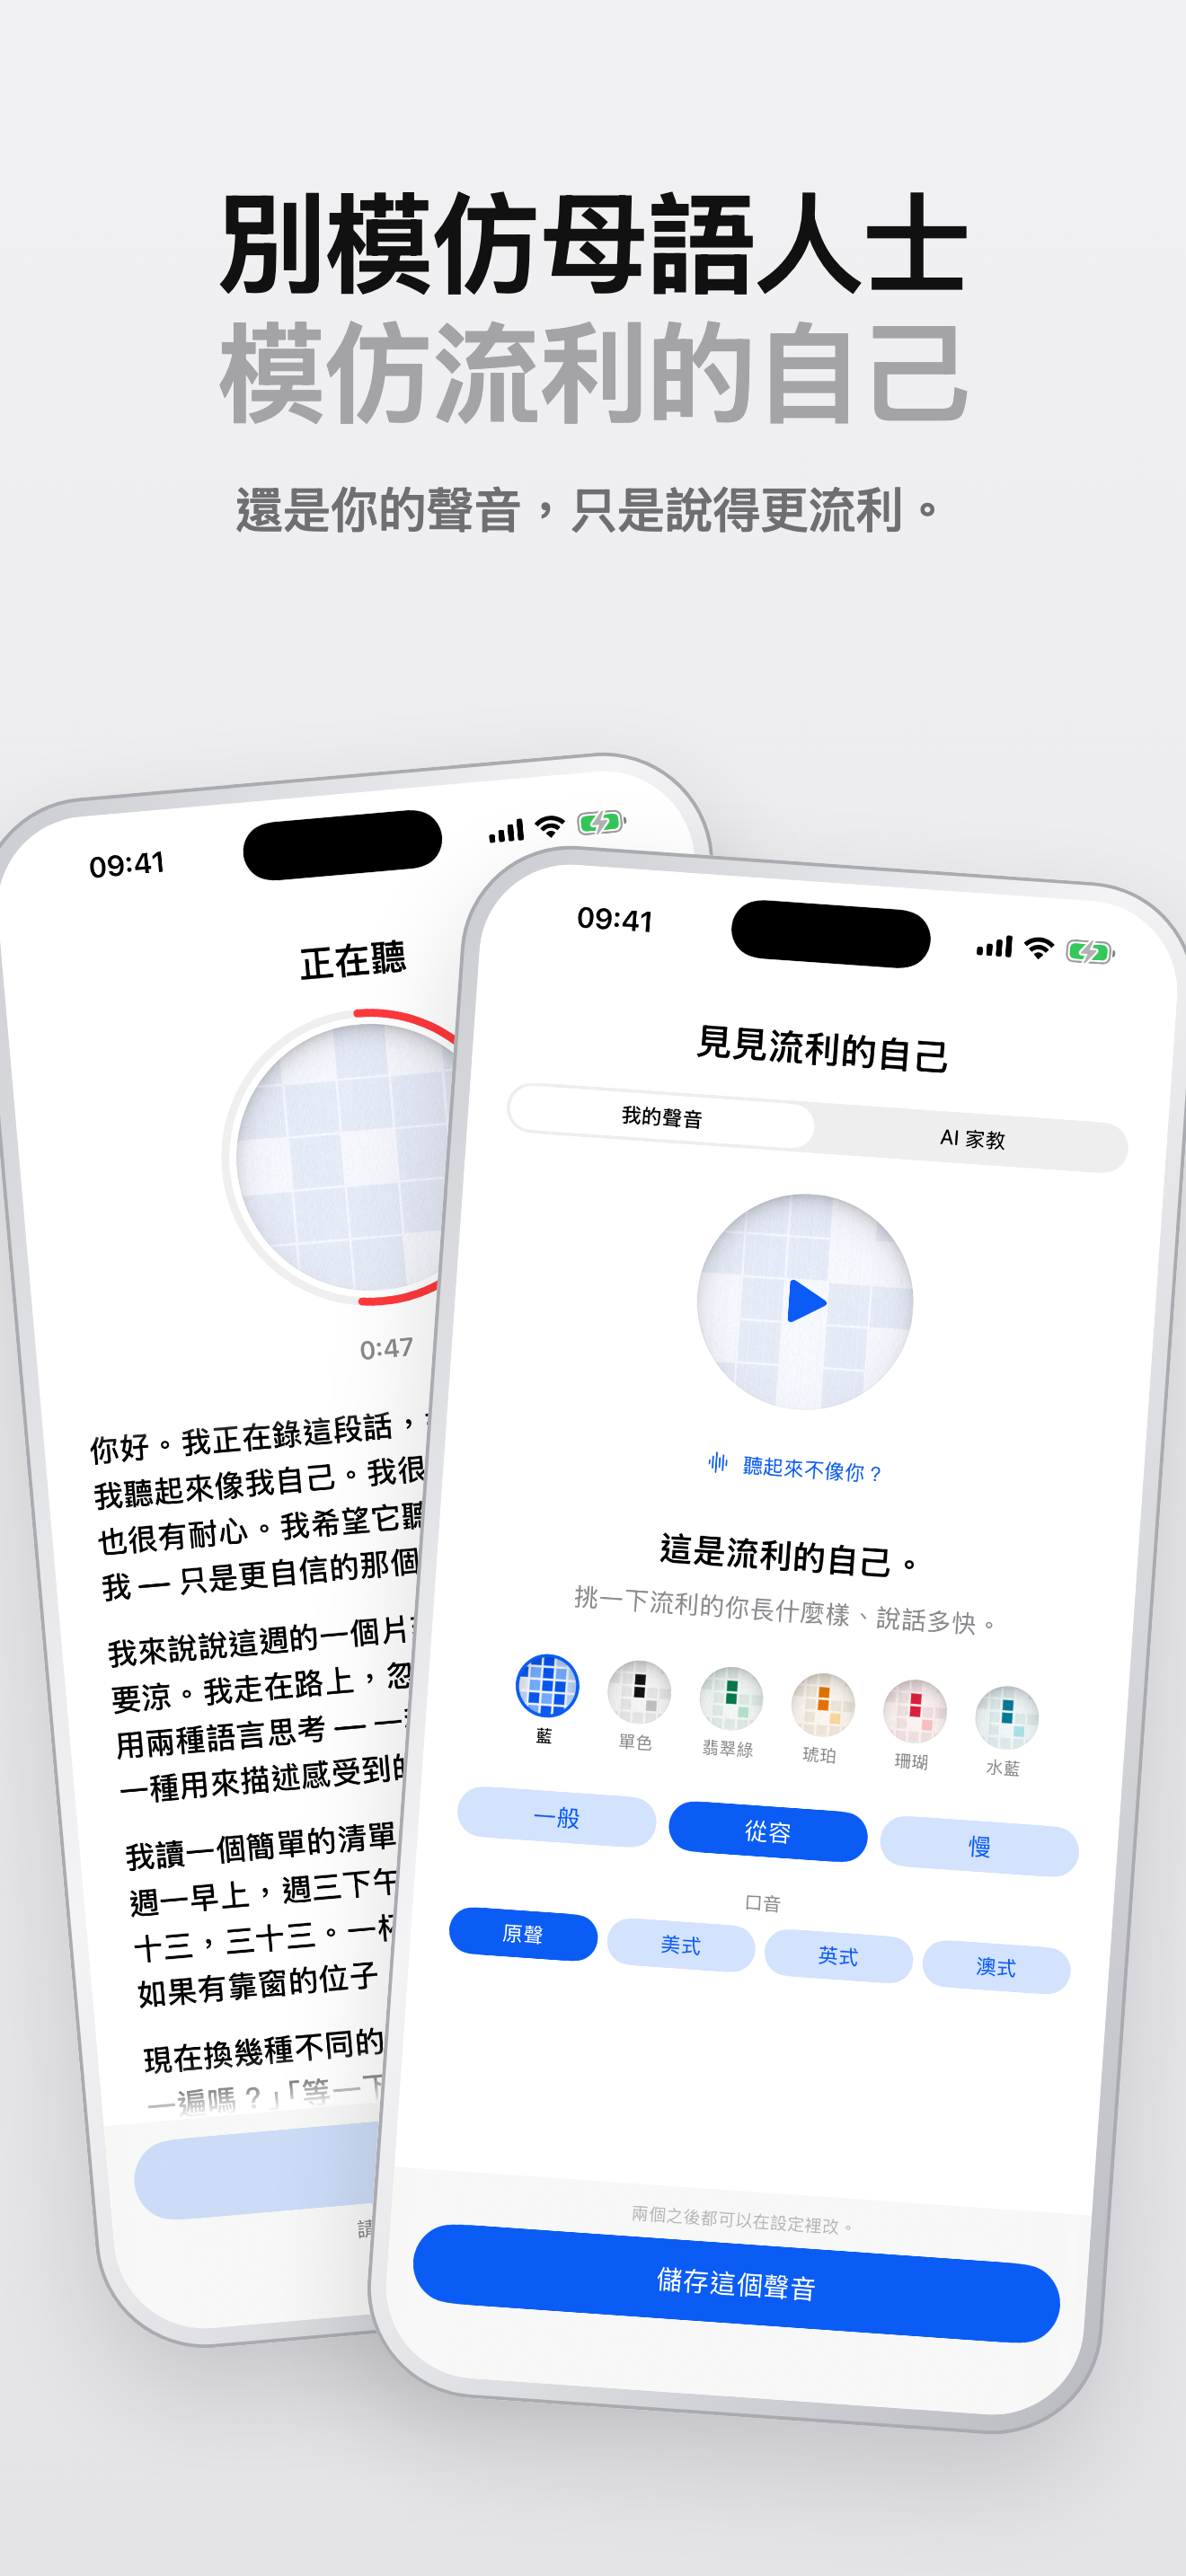 別模仿母語人士
模仿流利的自己
還是你的聲音，只是說得更流利。
09:41
正在聽
0:47
你好。我正在錄這段話，
我聽起來像我自己。我很
也很有耐心。我希望它聽
我 — 只是更自信的那個
我來說說這週的一個片
要涼。我走在路上，忽
用兩種語言思考 — 一
一種用來描述感受到的
我讀一個簡單的清單
週一早上，週三下午
十三，三十三。一杯
如果有靠窗的位子
現在換幾種不同的
一遍嗎？」「等一下
請
09:41
見見流利的自己
我的聲音
AI 家教
聽起來不像你？
這是流利的自己。
挑一下流利的你長什麼樣、說話多快。
藍
單色
翡翠綠
琥珀
珊瑚
水藍
一般
從容
慢
口音
原聲
美式
英式
澳式
兩個之後都可以在設定裡改。
儲存這個聲音